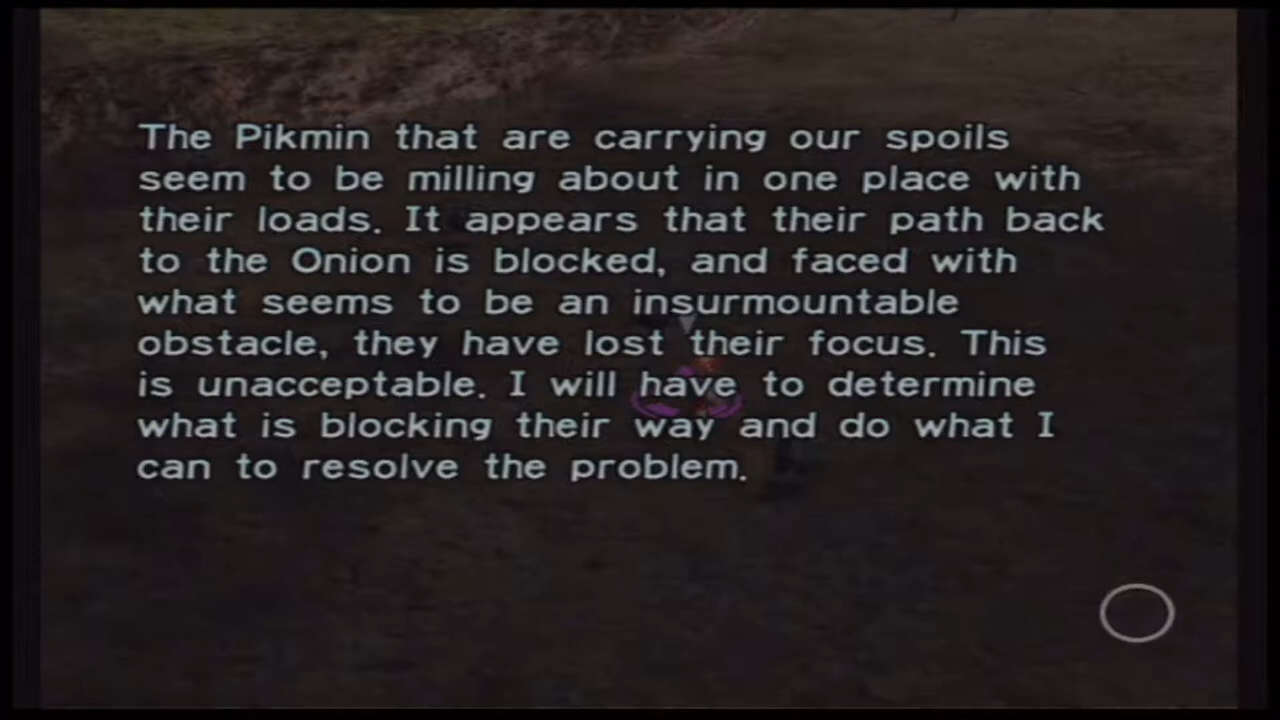 The Pikmin that are carrying our spoils
seem to be milling about in one place with
their loads. It appears that their path back
to the Onion is blocked, and faced with
what seems to be an insurmountable
obstacle, they have lost their focus. This
is unacceptable. I will have to determine
what is blocking their way and do what I
can to resolve the problem.